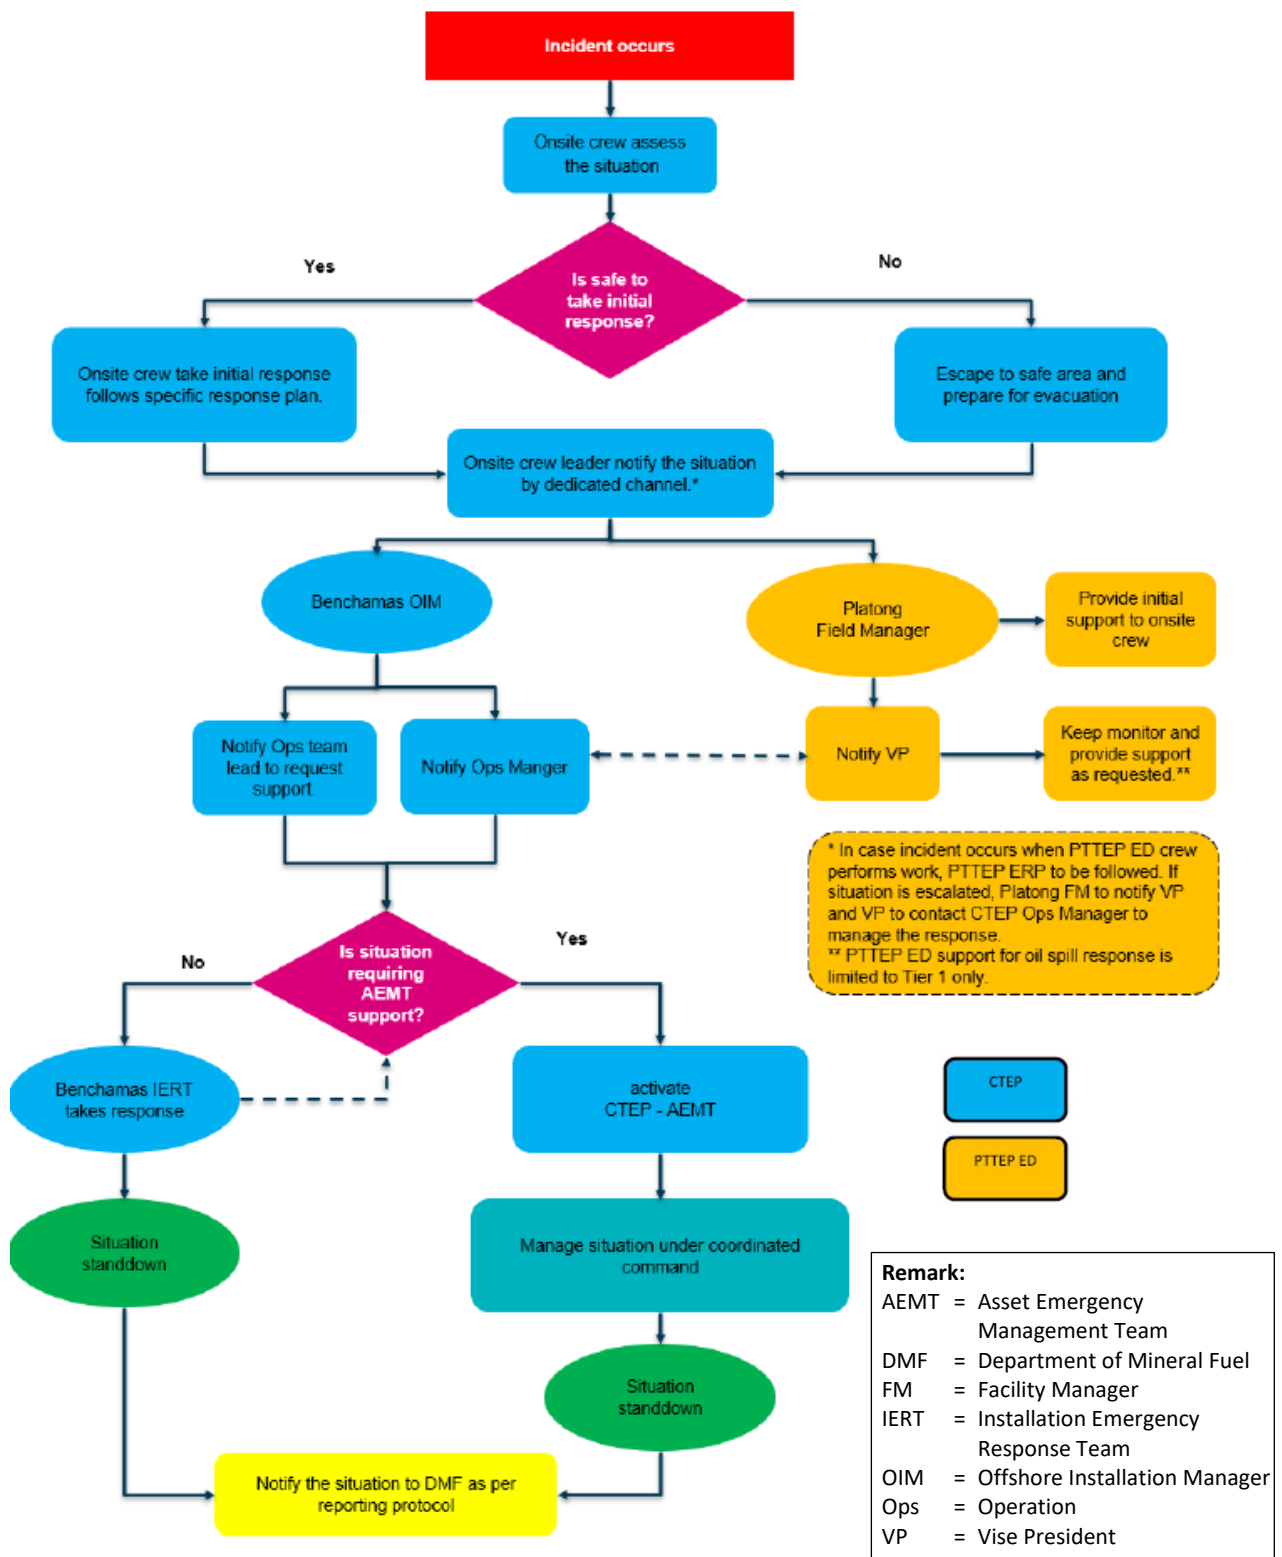 Incident occurs
Onsite crew assess
the situation
Yes
No
Is safe to
take initial
response?
Onsite crew take initial response
follows specific response plan.
Escape to safe area and
prepare for evacuation
Onsite crew leader notify the situation
by dedicated channel.*
Benchamas OIM
Platong
Field Manager
Provide initial
support to onsite
crew
Notify Ops team
lead to request
support.
Notify Ops Manger
Notify VP
Keep monitor and
provide support
as requested.**
* In case incident occurs when PTTEP ED crew
performs work, PTTEP ERP to be followed. If
situation is escalated, Platong FM to notify VP
and VP to contact CTEP Ops Manager to
manage the response.
** PTTEP ED support for oil spill response is
limited to Tier 1 only.
No
Yes
Is situation
requiring
AEMT
support?
Benchamas IERT
takes response
activate
CTEP - AEMT
CTEP
PTTEP ED
Situation
standdown
Manage situation under coordinated
command
Situation
standdown
Notify the situation to DMF as per
reporting protocol
Remark:
AEMT = Asset Emergency
Management Team
DMF = Department of Mineral Fuel
FM = Facility Manager
IERT = Installation Emergency
Response Team
OIM = Offshore Installation Manager
Ops = Operation
VP = Vise President